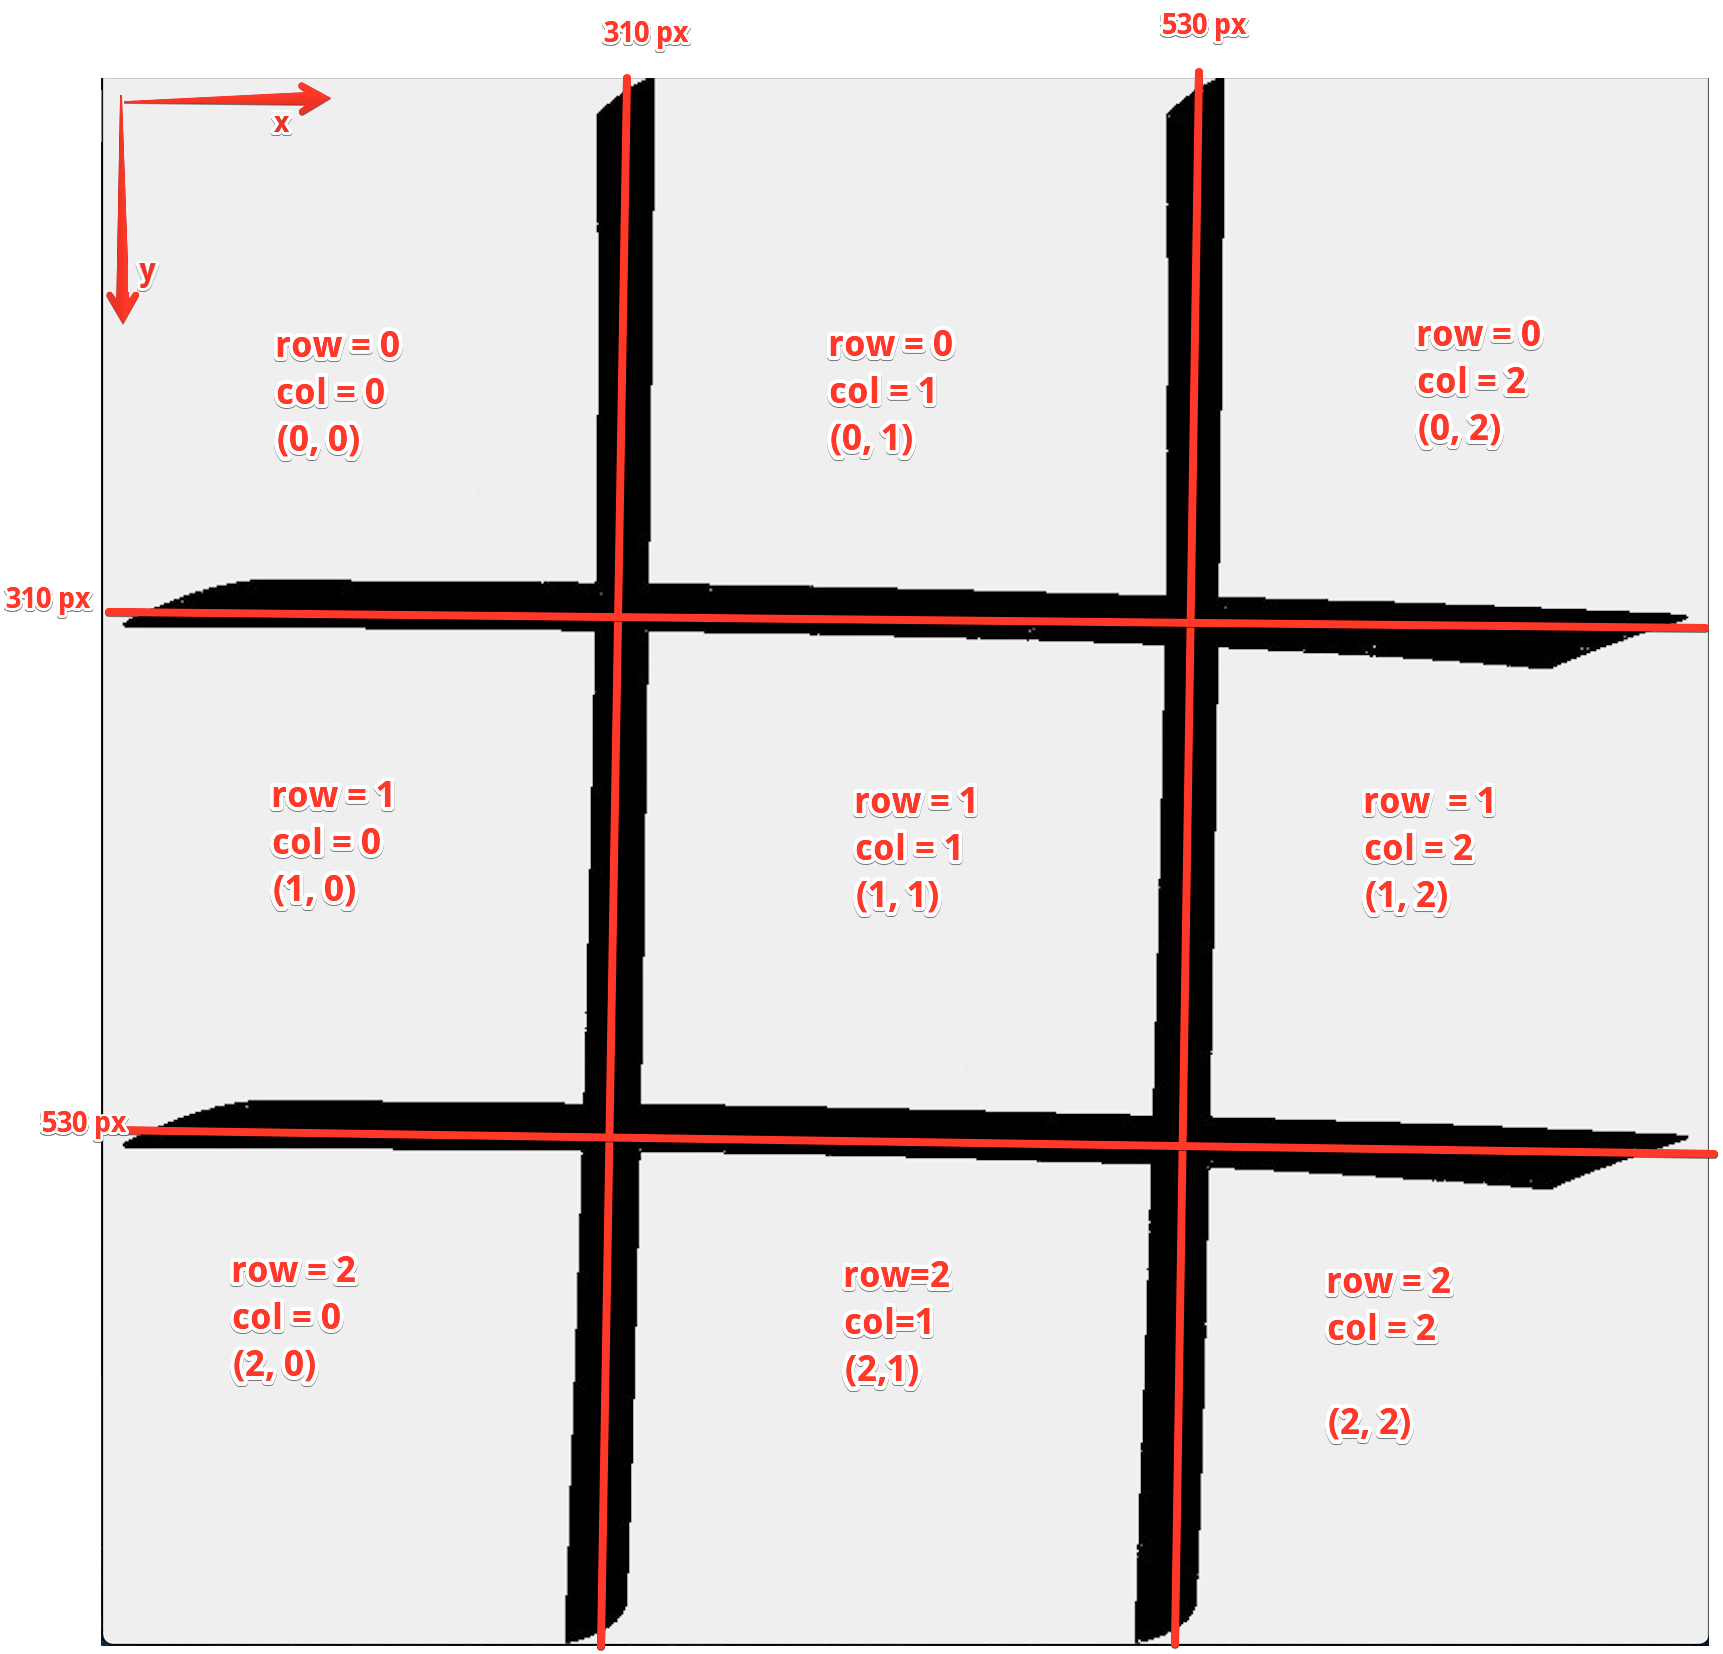 310 px
530 px
x
y
row = 0
col = 0
(0, 0)
row = 0
col = 1
(0, 1)
row = 0
col = 2
(0, 2)
310 px
row = 1
col = 0
(1, 0)
row = 1
col = 1
(1, 1)
row  = 1
col = 2
(1, 2)
530 px
row = 2
col = 0
(2, 0)
row=2
col=1
(2,1)
row = 2
col = 2
(2, 2)